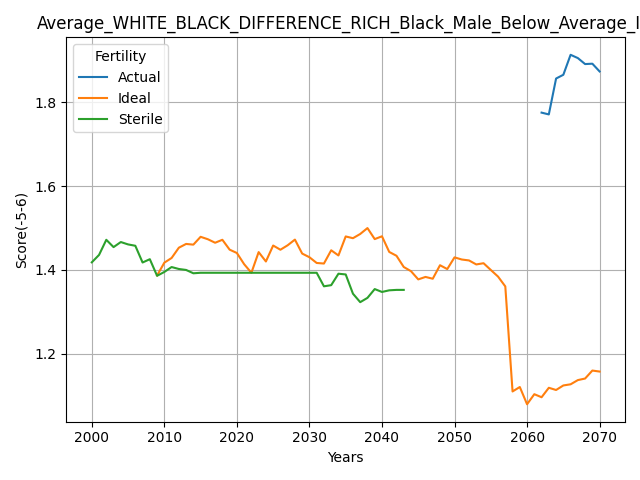 Average_WHITE_BLACK_DIFFERENCE_RICH_Black_Male_Below_Average_I
Fertility
Actual
Ideal
Sterile
Score(-5-6)
1.8
1.6
1.4
1.2
2000 2010 2020 2030 2040 2050 2060 2070
Years